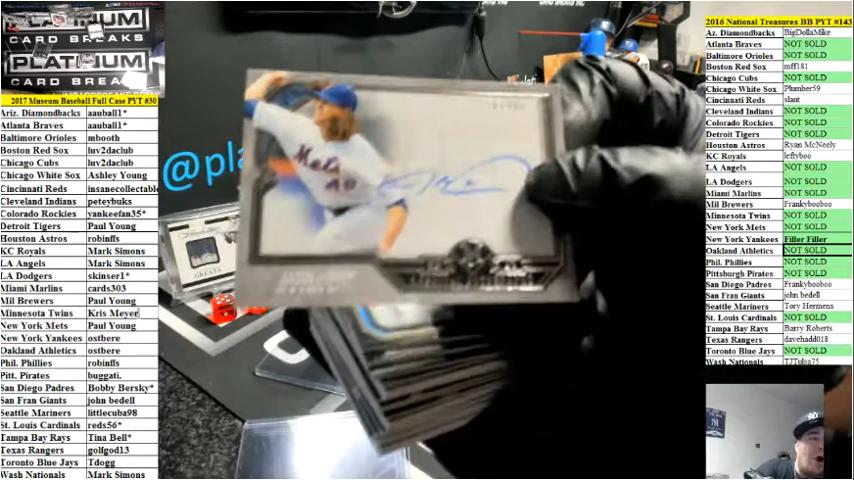 PLATINUM
CARD BREAKS
PLATINUM
CARD BREAKS
2017 Museum Baseball Full Case PYT #30
Ariz. Diamondbacks aauball1*
Atlanta Braves aauball1*
Baltimore Orioles mbooth
Boston Red Sox luv2daclub
Chicago Cubs luv2daclub
Chicago White Sox Ashley Young
Cincinnati Reds insanecollectable
Cleveland Indians peteybuks
Colorado Rockies yankeefan35*
Detroit Tigers Paul Young
Houston Astros robinffs
KC Royals Mark Simons
LA Angels Mark Simons
LA Dodgers skinser1*
Miami Marlins cards303
Mil Brewers Paul Young
Minnesota Twins Kris Meyer
New York Mets Paul Young
New York Yankees ostbere
Oakland Athletics ostbere
Phil. Phillies robinffs
Pitt. Pirates buggati.
San Diego Padres Bobby Bersky*
San Fran Giants john bedell
Seattle Mariners littlecuba98
St. Louis Cardinals reds56*
Tampa Bay Rays Tina Bell*
Texas Rangers golfgod13
Toronto Blue Jays Tdogg
Wash Nationals Mark Simons
@pla
Mets
GREATS
2016 National Treasures BB PYT #143
Az. Diamondbacks BigDollaMike
Atlanta Braves NOT SOLD
Baltimore Orioles NOT SOLD
Boston Red Sox mff181
Chicago Cubs NOT SOLD
Chicago White Sox Plumber59
Cincinnati Reds slant
Cleveland Indians NOT SOLD
Colorado Rockies NOT SOLD
Detroit Tigers NOT SOLD
Houston Astros Ryan McNeely
KC Royals leftyboo
LA Angels NOT SOLD
LA Dodgers NOT SOLD
Miami Marlins NOT SOLD
Mil Brewers Frankybooboo
Minnesota Twins NOT SOLD
New York Mets NOT SOLD
New York Yankees Filler Filler
Oakland Athletics NOT SOLD
Phil. Phillies NOT SOLD
Pittsburgh Pirates NOT SOLD
San Diego Padres Frankybooboo
San Fran Giants john bedell
Seattle Mariners Tory Hermens
St. Louis Cardinals NOT SOLD
Tampa Bay Rays Barry Roberts
Texas Rangers davehadd018
Toronto Blue Jays NOT SOLD
Wash Nationals TJTulsa75